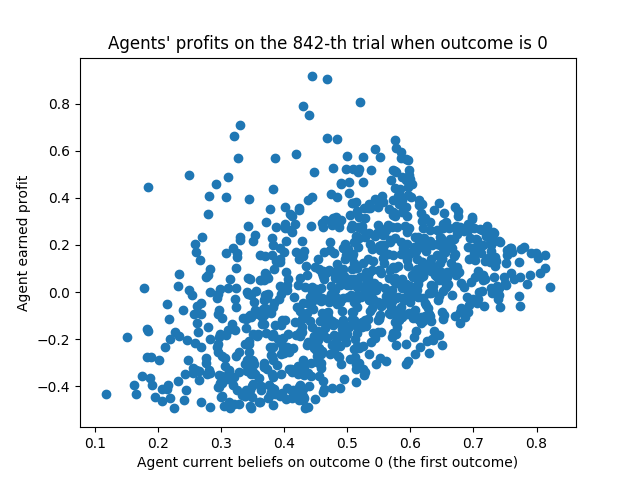 Agents' profits on the 842-th trial when outcome is 0
Agent earned profit
0.8
0.6
0.4
0.2
0.0
−0.2
−0.4
0.1 0.2 0.3 0.4 0.5 0.6 0.7 0.8
Agent current beliefs on outcome 0 (the first outcome)